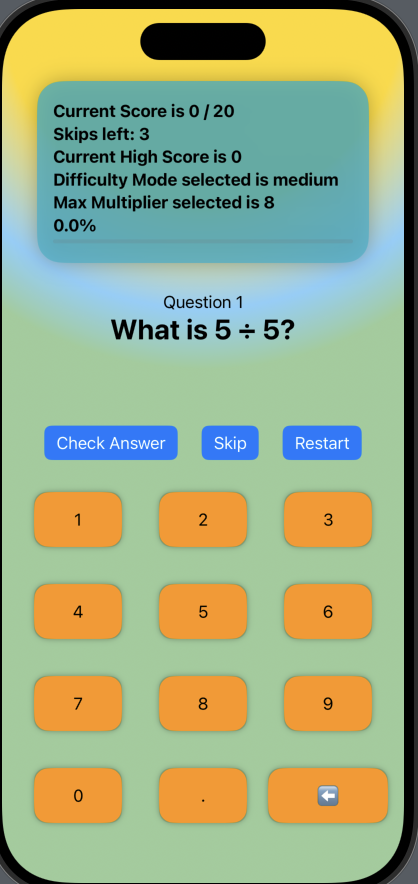 Current Score is 0 / 20
Skips left: 3
Current High Score is 0
Difficulty Mode selected is medium
Max Multiplier selected is 8
0.0%
Question 1
What is 5 ÷ 5?
Check Answer Skip Restart
1 2 3
4 5 6
7 8 9
0 . ⬅️